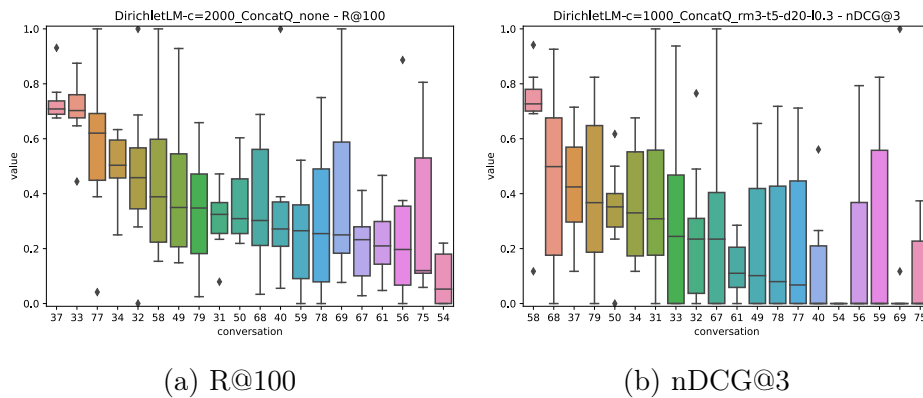 DirichletLM-c=2000_ConcatQ_none - R@100
1.0
0.8
0.6
0.4
0.2
0.0
value
37 33 77 34 32 58 49 79 31 50 68 40 59 78 69 67 61 56 75 54
conversation
(a) R@100
DirichletLM-c=1000_ConcatQ_rm3-t5-d20-l0.3 - nDCG@3
1.0
0.8
0.6
0.4
0.2
0.0
value
58 68 37 79 50 34 31 33 32 67 61 49 78 77 40 54 56 59 69 75
conversation
(b) nDCG@3